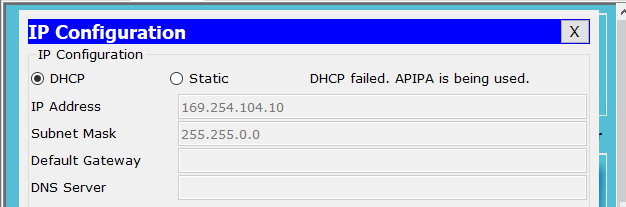 IP Configuration X
IP Configuration
DHCP Static DHCP failed. APIPA is being used.
IP Address 169.254.104.10
Subnet Mask 255.255.0.0
Default Gateway
DNS Server